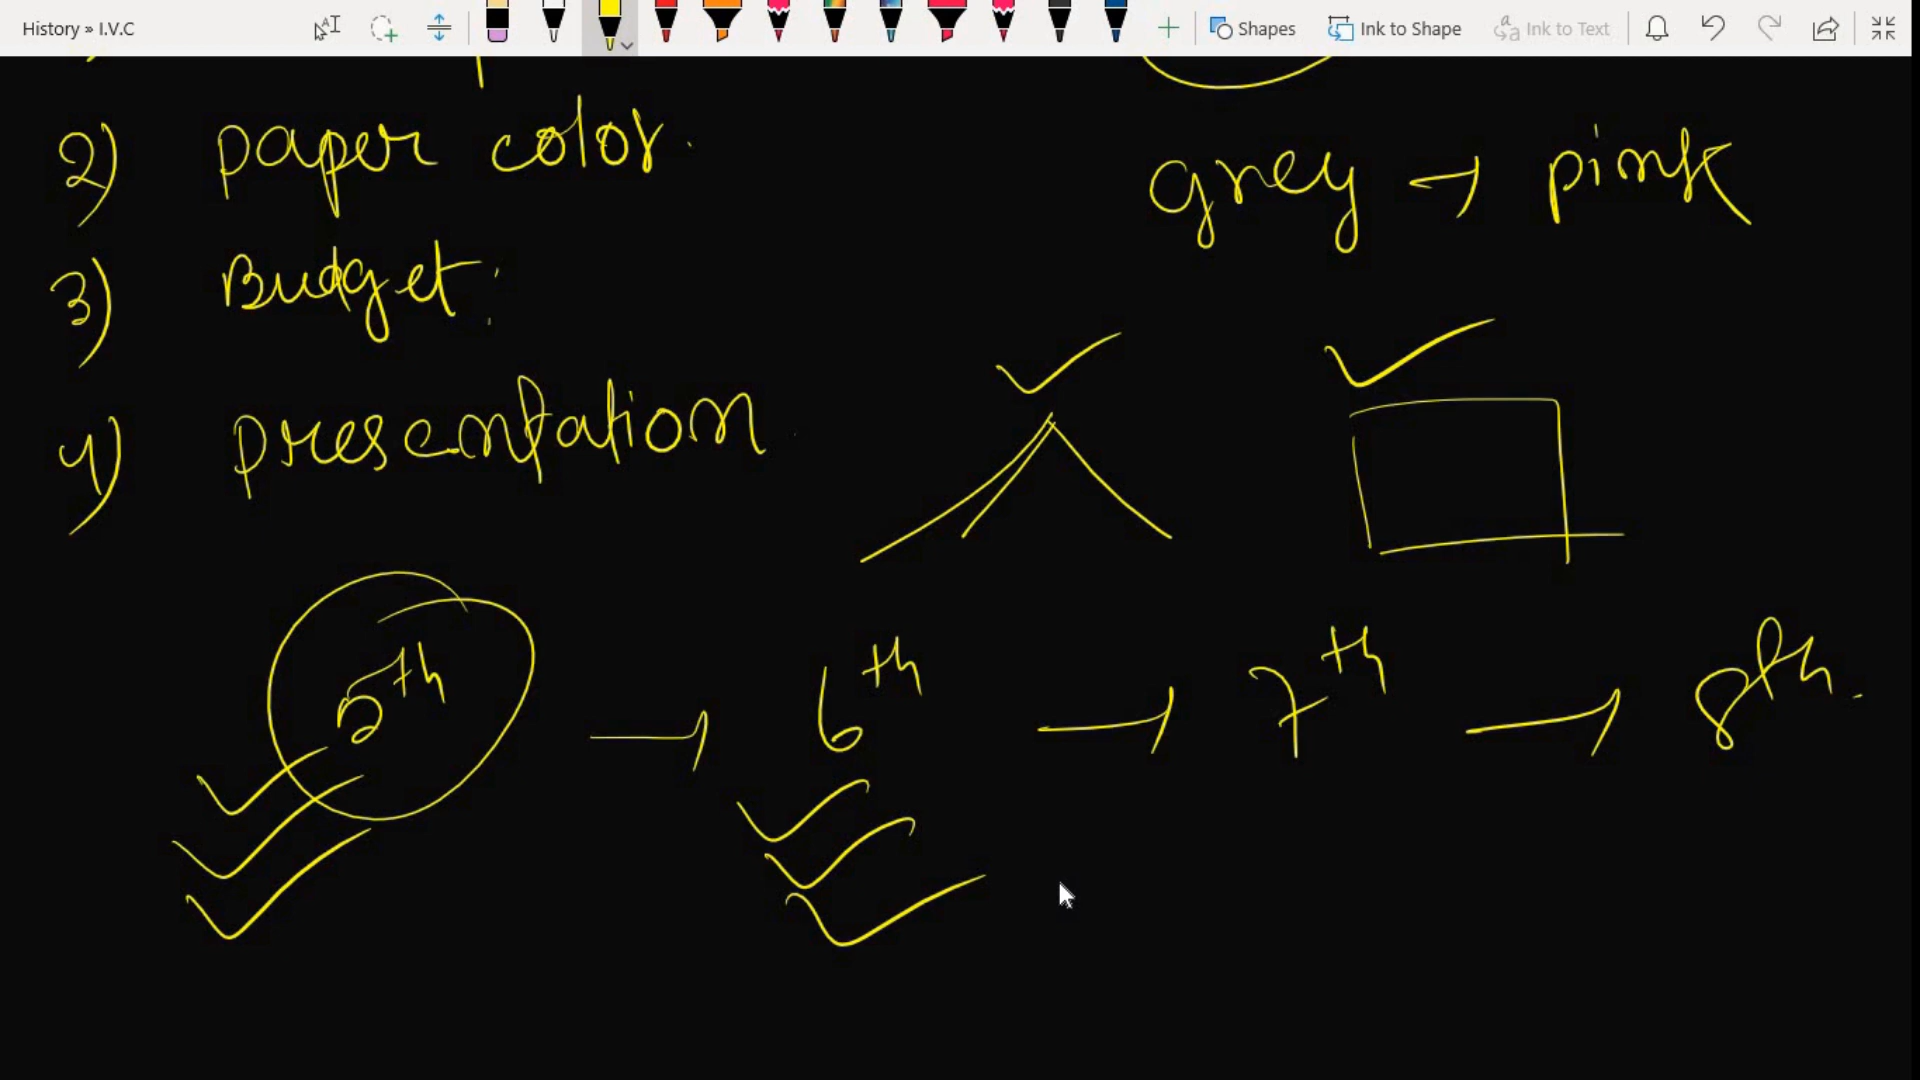 History » I.V.C
Shapes
Ink to Shape
Ink to Text
2) paper color.
grey → pink
3) Budget:
4) presentation
5th → 6th → 7th → 8th.